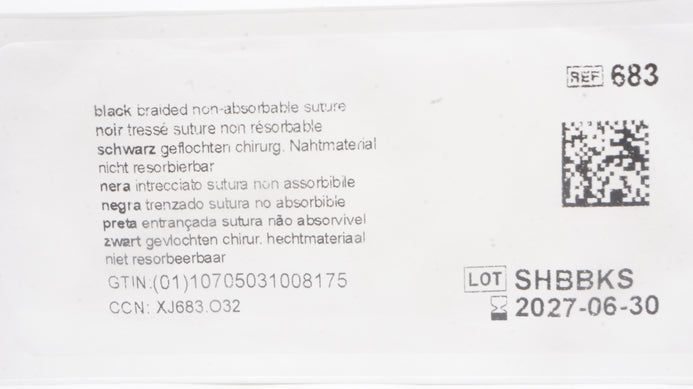 REF 683
black braided non-absorbable suture
noir tressé suture non résorbable
schwarz geflochten chirurg. Nahtmaterial
nicht resorbierbar
nera intrecciato sutura non assorbibile
negra trenzado sutura no absorbible
preta entrançada sutura não absorvivel
zwart gevlochten chirur. hechtmateriaal
niet resorbeerbaar
GTIN:(01)10705031008175
CCN: XJ683.O32
LOT SHBBKS
2027-06-30